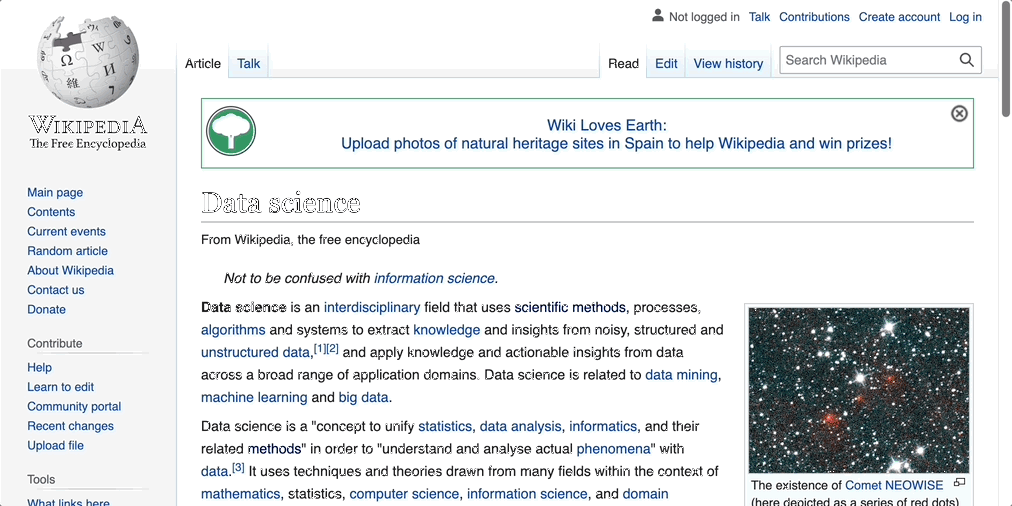 Not logged in Talk Contributions Create account Log in
Article Talk Read Edit View history Search Wikipedia
WIKIPEDIA
The Free Encyclopedia
Main page
Contents
Current events
Random article
About Wikipedia
Contact us
Donate
Contribute
Help
Learn to edit
Community portal
Recent changes
Upload file
Tools
What links here
Wiki Loves Earth:
Upload photos of natural heritage sites in Spain to help Wikipedia and win prizes!
Data science
From Wikipedia, the free encyclopedia
Not to be confused with information science.
Data science is an interdisciplinary field that uses scientific methods, processes,
algorithms and systems to extract knowledge and insights from noisy, structured and
unstructured data,[1][2] and apply knowledge and actionable insights from data
across a broad range of application domains. Data science is related to data mining,
machine learning and big data.
Data science is a "concept to unify statistics, data analysis, informatics, and their
related methods" in order to "understand and analyse actual phenomena" with
data.[3] It uses techniques and theories drawn from many fields within the context of
mathematics, statistics, computer science, information science, and domain
The existence of Comet NEOWISE
(here depicted as a series of red dots)